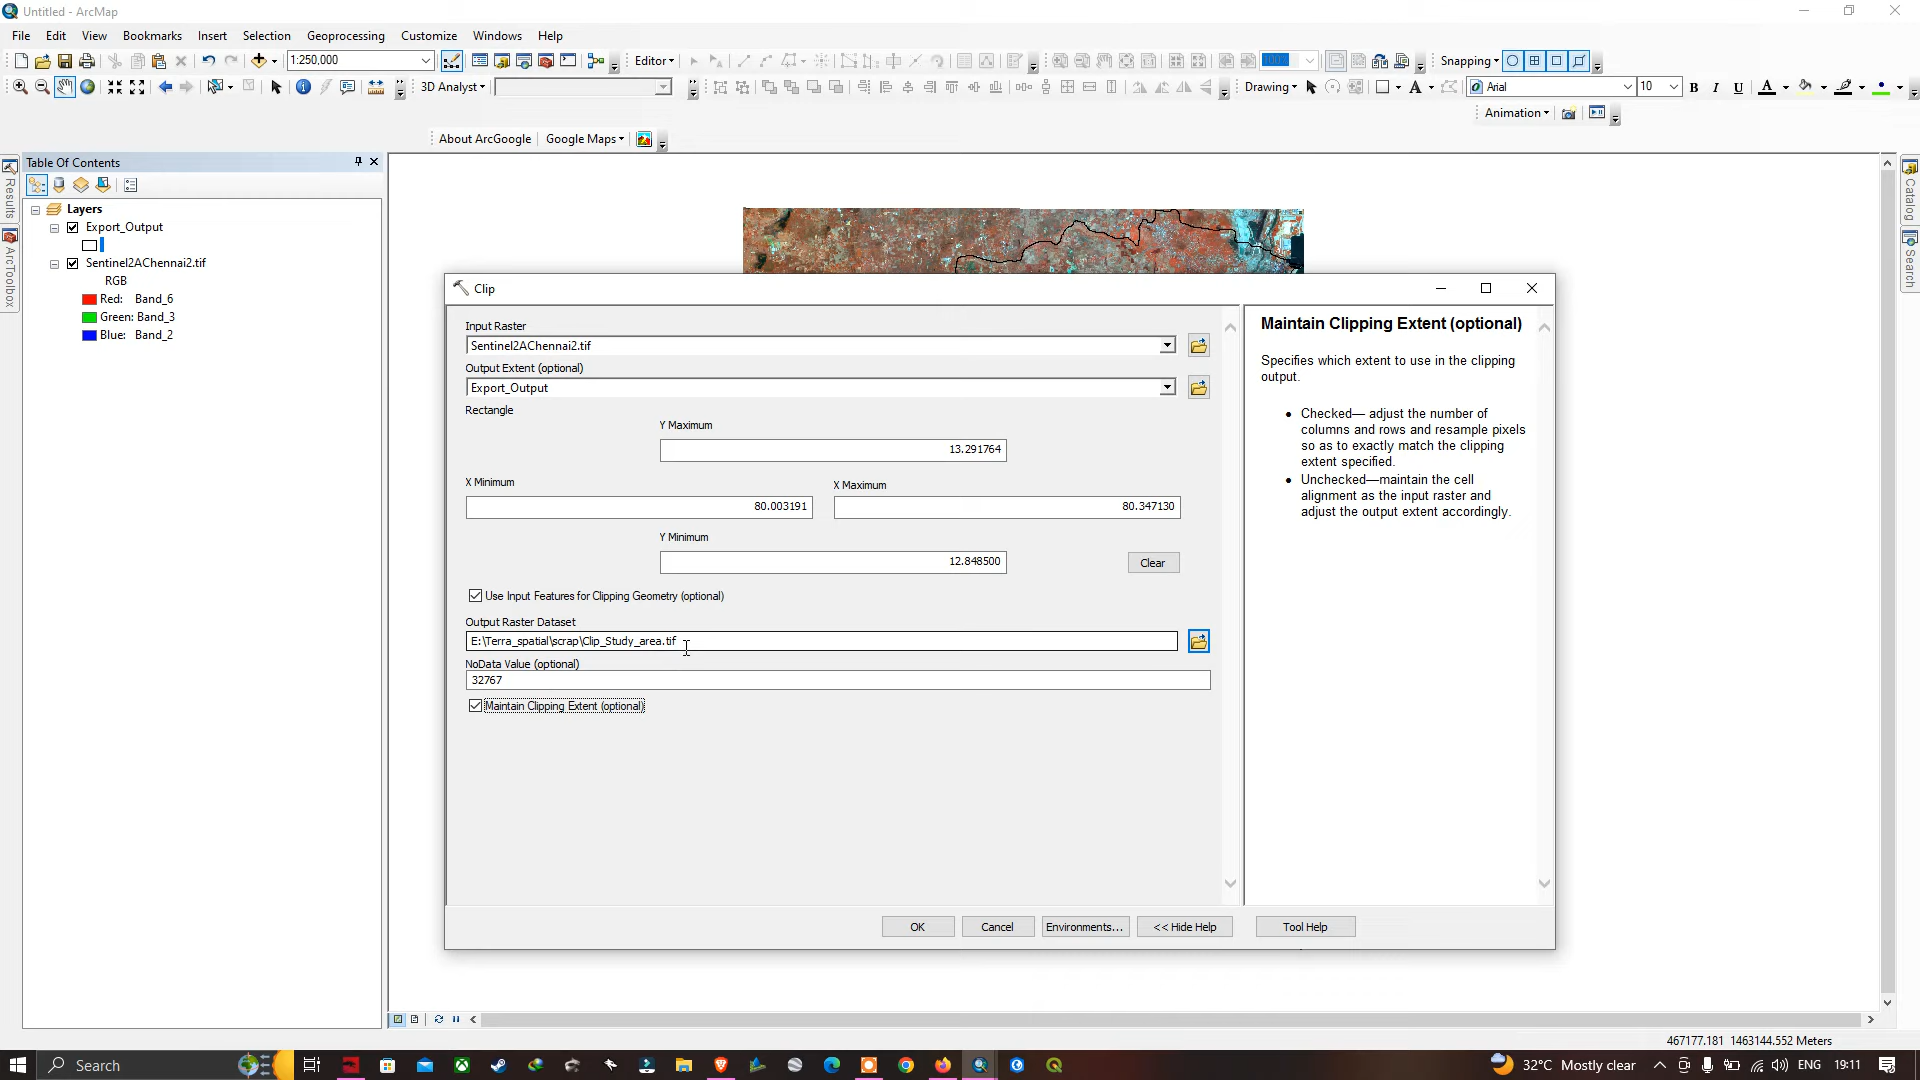 Untitled - ArcMap
File Edit View Bookmarks Insert Selection Geoprocessing Customize Windows Help
1:250,000
Editor
100%
Snapping
3D Analyst
Drawing
Arial
10
B I U A
Animation
About ArcGoogle
Google Maps
Table Of Contents
Results
ArcToolbox
Layers
Export_Output
Sentinel2AChennai2.tif
RGB
Red: Band_6
Green: Band_3
Blue: Band_2
Catalog
Search
Clip
Input Raster
Sentinel2AChennai2.tif
Output Extent (optional)
Export_Output
Rectangle
Y Maximum
13.291764
X Minimum
X Maximum
80.003191
80.347130
Y Minimum
12.848500
Clear
Use Input Features for Clipping Geometry (optional)
Output Raster Dataset
E:\Terra_spatial\scrap\Clip_Study_area.tif
NoData Value (optional)
32767
Maintain Clipping Extent (optional)
OK
Cancel
Environments...
<< Hide Help
Tool Help
Maintain Clipping Extent (optional)
Specifies which extent to use in the clipping
output.
• Checked— adjust the number of
columns and rows and resample pixels
so as to exactly match the clipping
extent specified.
• Unchecked—maintain the cell
alignment as the input raster and
adjust the output extent accordingly.
467177.181 1463144.552 Meters
Search
32°C Mostly clear
ENG
19:11